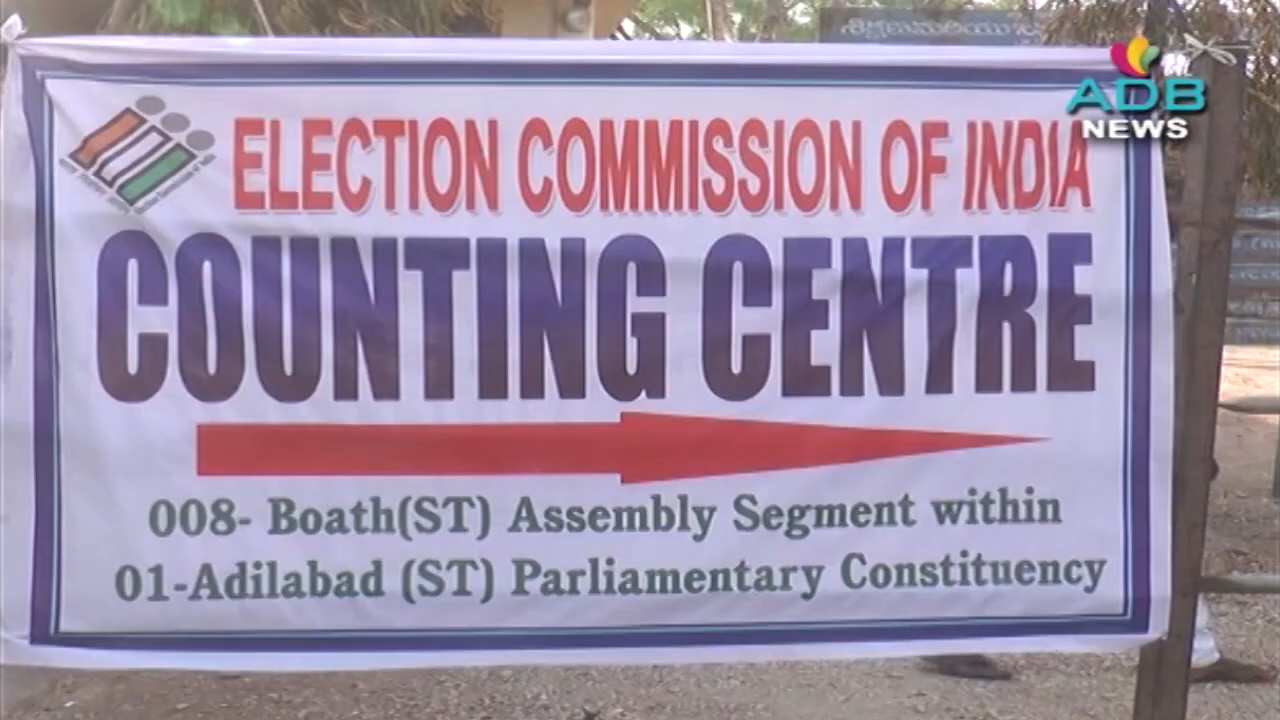 ELECTION COMMISSION OF INDIA
COUNTING CENTRE
008- Boath(ST) Assembly Segment within
01-Adilabad (ST) Parliamentary Constituency
ADB
NEWS